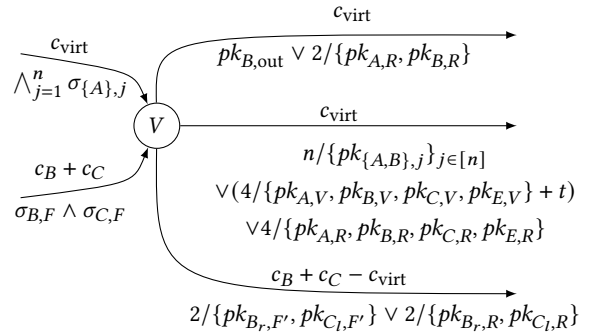 c_virt
pk_{B,out} ∨ 2/{pk_{A,R}, pk_{B,R}}
c_virt
⋀_{j=1}^{n} σ_{{A},j}
V
c_virt
n/{pk_{{A,B},j}}_{j∈[n]}
∨(4/{pk_{A,V}, pk_{B,V}, pk_{C,V}, pk_{E,V}} + t)
∨4/{pk_{A,R}, pk_{B,R}, pk_{C,R}, pk_{E,R}}
c_B + c_C
σ_{B,F} ∧ σ_{C,F}
c_B + c_C − c_virt
2/{pk_{B_r,F′}, pk_{C_l,F′}} ∨ 2/{pk_{B_r,R}, pk_{C_l,R}}